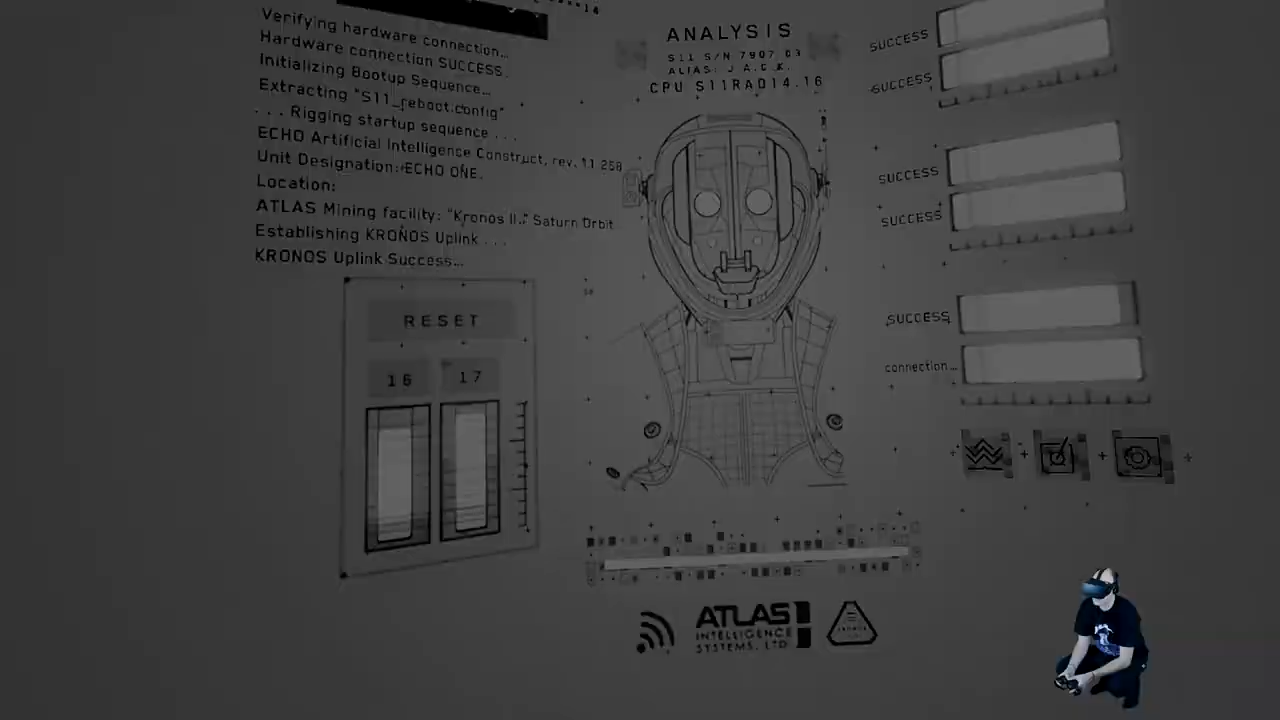 Verifying hardware connection...
Hardware connection SUCCESS.
Initializing Bootup Sequence...
Extracting "S11_reboot.config"
. . . Rigging startup sequence . . .
ECHO Artificial Intelligence Construct, rev. 11.258
Unit Designation: ECHO ONE.
Location:
ATLAS Mining facility: "Kronos II." Saturn Orbit
Establishing KRONOS Uplink . . .
KRONOS Uplink Success...
RESET
16 17
ANALYSIS
S11 S/N 7907.03
ALIAS: J.A.C.K.
CPU S11RAD14.16
SUCCESS
SUCCESS
SUCCESS
SUCCESS
SUCCESS
connection...
ATLAS
INTELLIGENCE
SYSTEMS, LTD